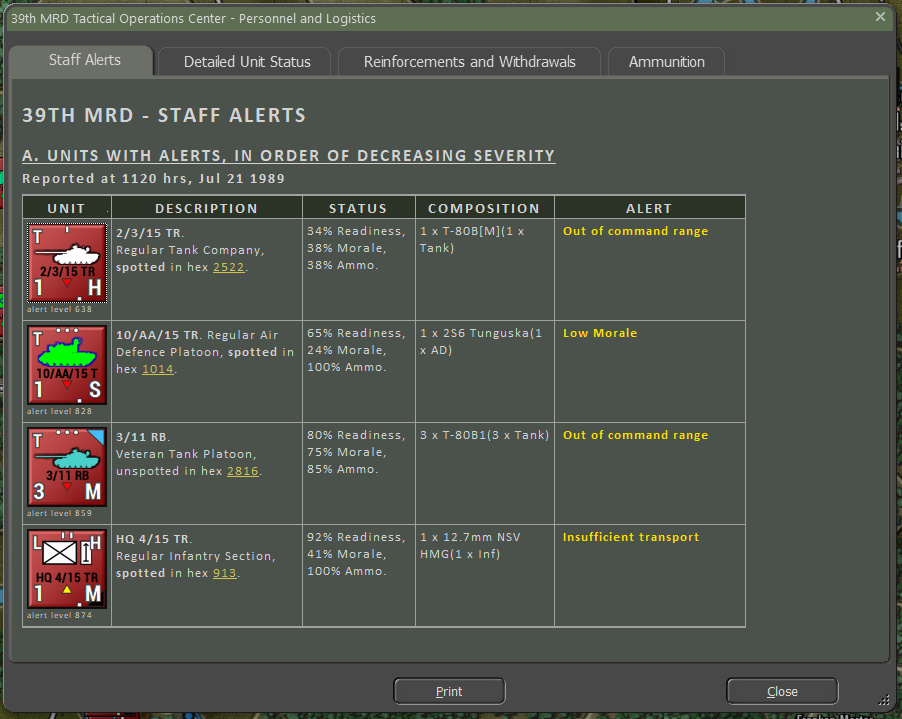 39th MRD Tactical Operations Center - Personnel and Logistics
Staff Alerts
Detailed Unit Status
Reinforcements and Withdrawals
Ammunition
39TH MRD - STAFF ALERTS
A. UNITS WITH ALERTS, IN ORDER OF DECREASING SEVERITY
Reported at 1120 hrs, Jul 21 1989
UNIT
DESCRIPTION
STATUS
COMPOSITION
ALERT
T
2/3/15 TR
1 H
alert level 638
2/3/15 TR.
Regular Tank Company,
spotted in hex 2522.
34% Readiness,
38% Morale,
38% Ammo.
1 x T-80B[M](1 x
Tank)
Out of command range
T
10/AA/15 T
1 S
alert level 828
10/AA/15 TR. Regular Air
Defence Platoon, spotted in
hex 1014.
65% Readiness,
24% Morale,
100% Ammo.
1 x 2S6 Tunguska(1
x AD)
Low Morale
T
3/11 RB
3 M
alert level 859
3/11 RB.
Veteran Tank Platoon,
unspotted in hex 2816.
80% Readiness,
75% Morale,
85% Ammo.
3 x T-80B1(3 x Tank)
Out of command range
L H
HQ 4/15 TR
1 M
alert level 874
HQ 4/15 TR.
Regular Infantry Section,
spotted in hex 913.
92% Readiness,
41% Morale,
100% Ammo.
1 x 12.7mm NSV
HMG(1 x Inf)
Insufficient transport
Print
Close